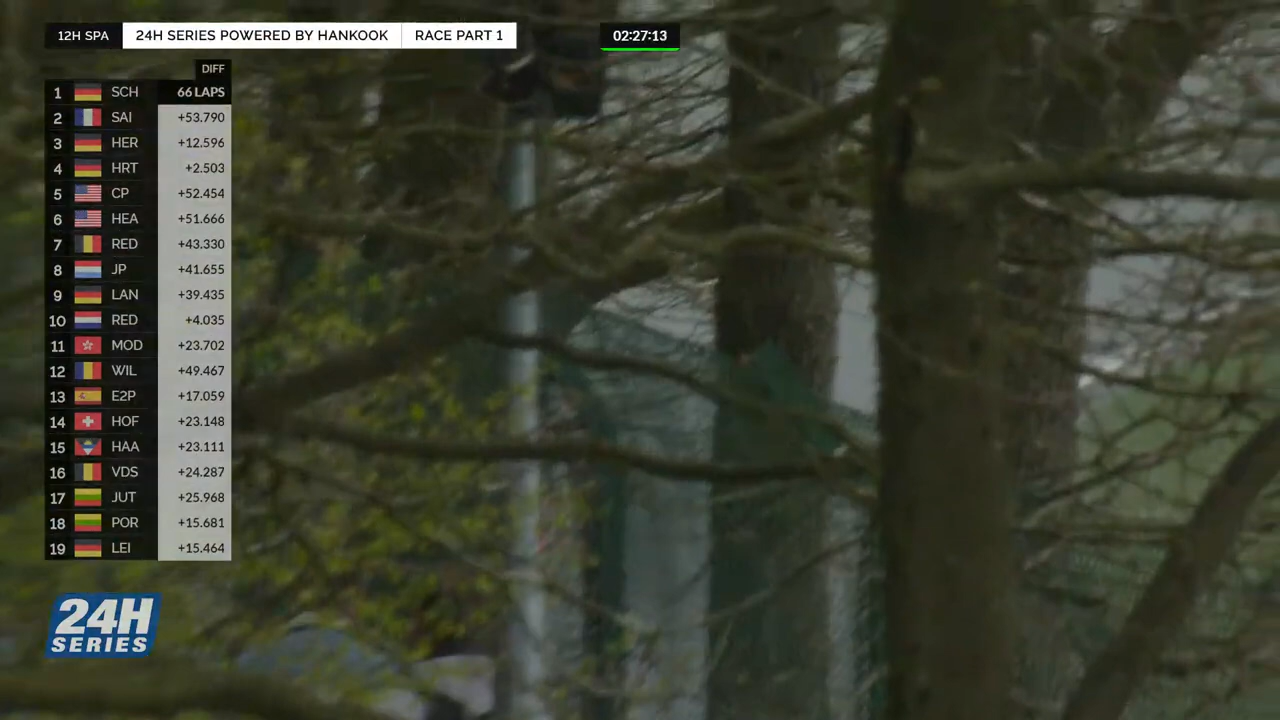 12H SPA 24H SERIES POWERED BY HANKOOK RACE PART 1 02:27:13
DIFF
1 SCH 66 LAPS
2 SAI +53.790
3 HER +12.596
4 HRT +2.503
5 CP +52.454
6 HEA +51.666
7 RED +43.330
8 JP +41.655
9 LAN +39.435
10 RED +4.035
11 MOD +23.702
12 WIL +49.467
13 E2P +17.059
14 HOF +23.148
15 HAA +23.111
16 VDS +24.287
17 JUT +25.968
18 POR +15.681
19 LEI +15.464
24H
SERIES